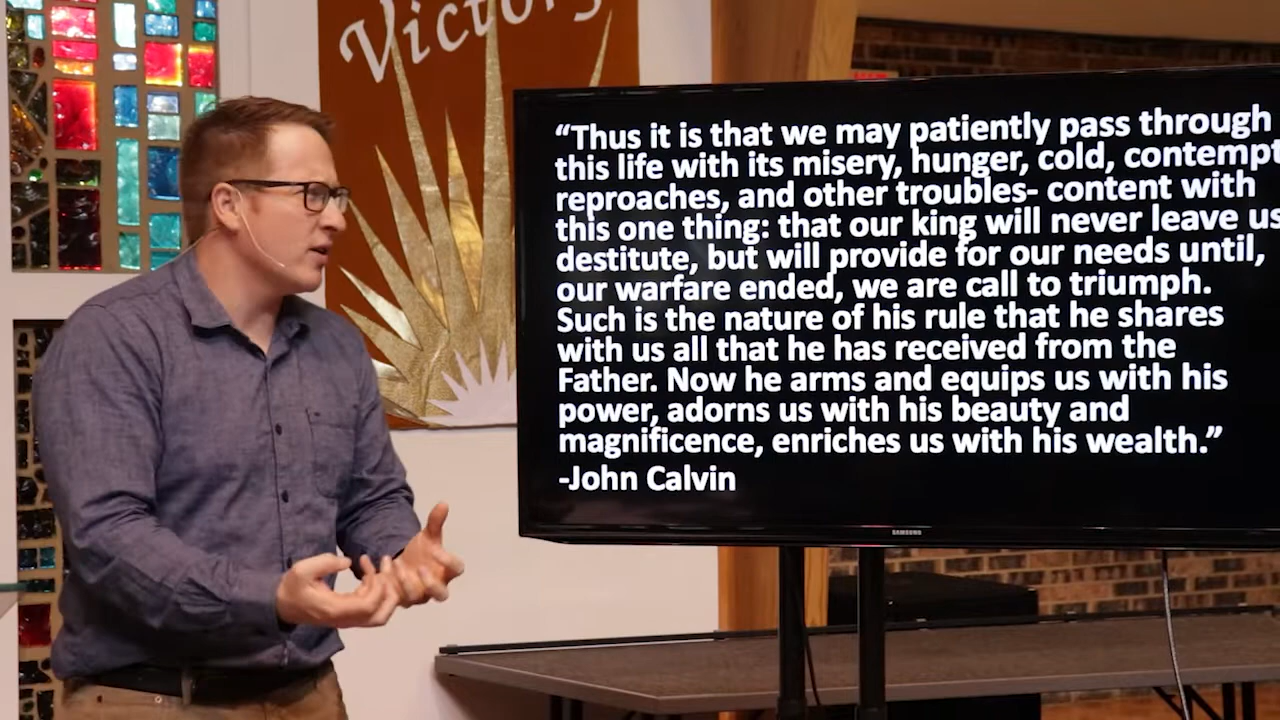 Victory
“Thus it is that we may patiently pass through
this life with its misery, hunger, cold, contempt
reproaches, and other troubles- content with
this one thing: that our king will never leave us
destitute, but will provide for our needs until,
our warfare ended, we are call to triumph.
Such is the nature of his rule that he shares
with us all that he has received from the
Father. Now he arms and equips us with his
power, adorns us with his beauty and
magnificence, enriches us with his wealth.”
-John Calvin
SAMSUNG